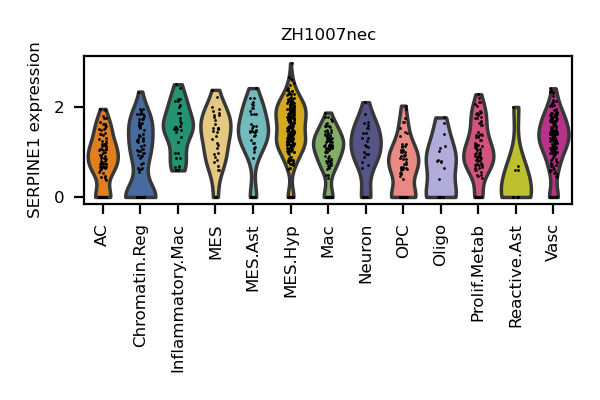 ZH1007nec
SERPINE1 expression
2
0
AC
Chromatin.Reg
Inflammatory.Mac
MES
MES.Ast
MES.Hyp
Mac
Neuron
OPC
Oligo
Prolif.Metab
Reactive.Ast
Vasc